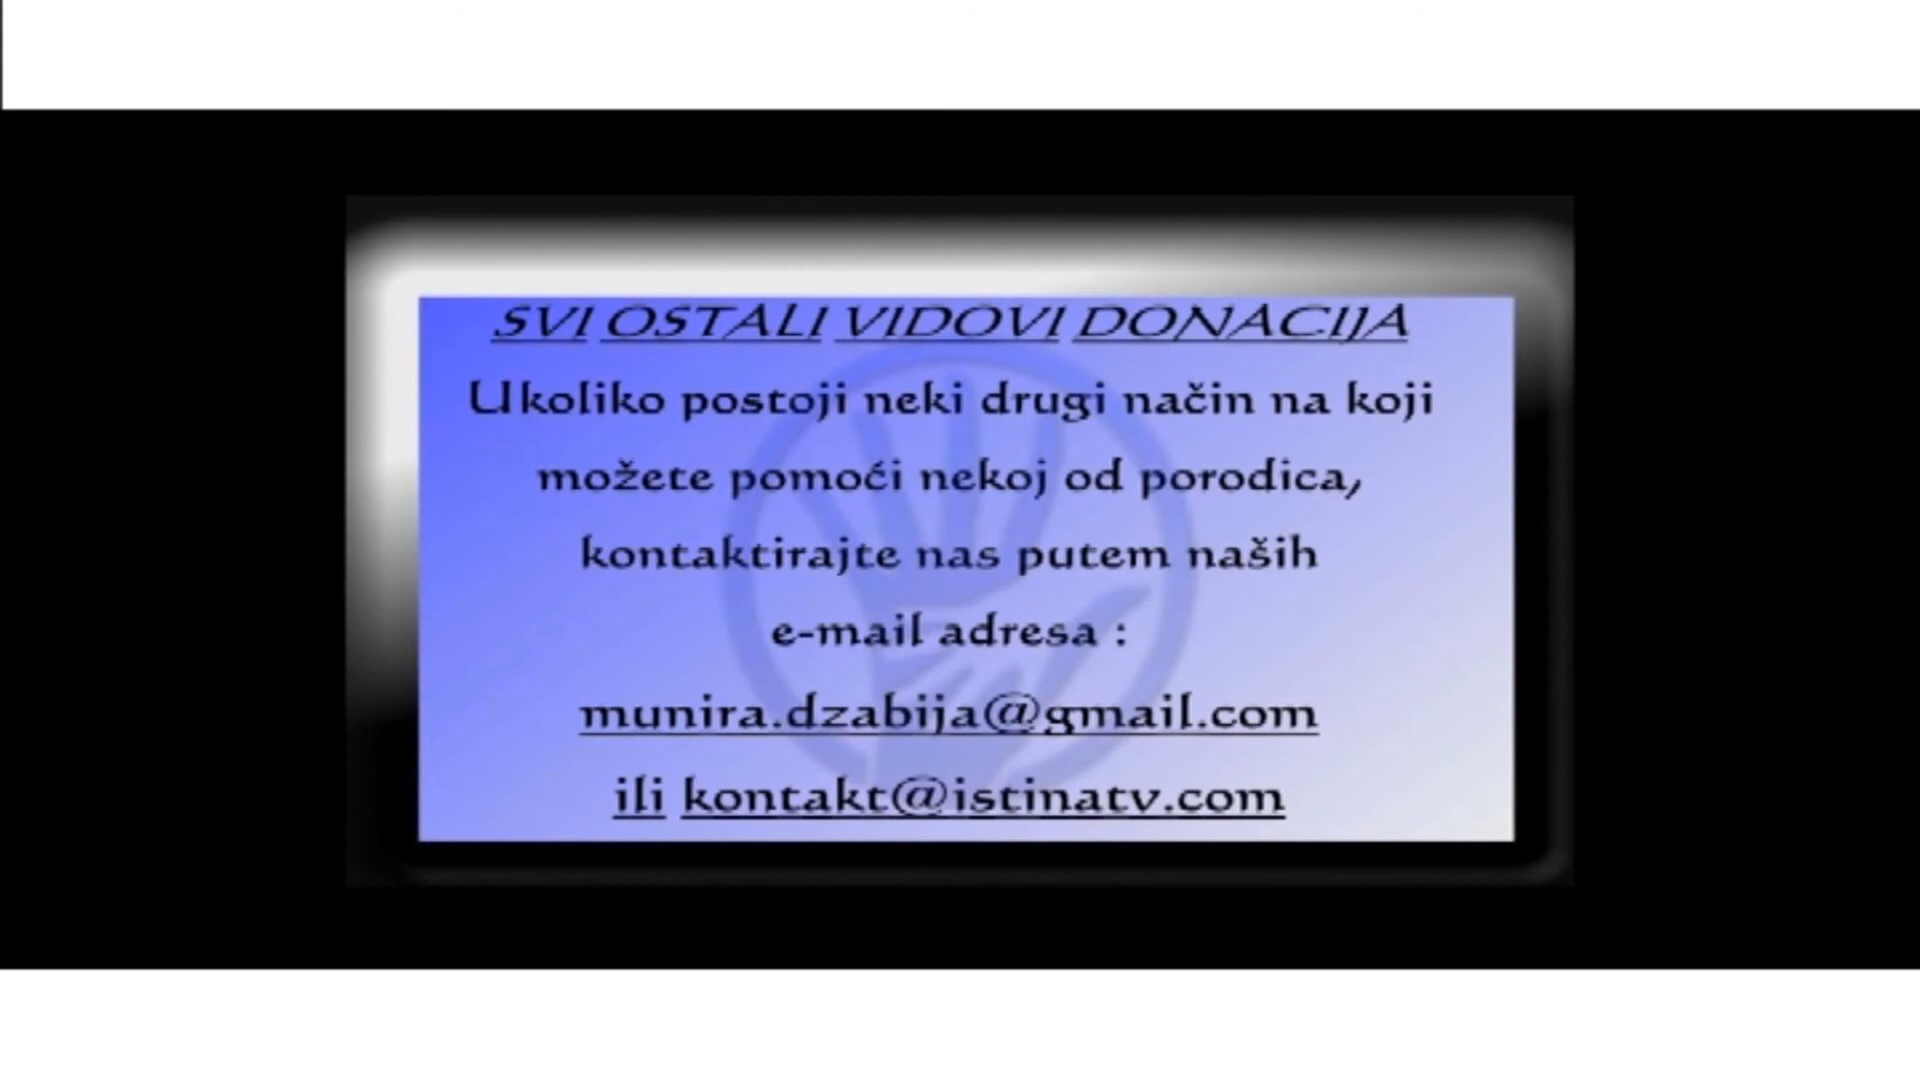 SVI OSTALI VIDOVI DONACIJA
Ukoliko postoji neki drugi način na koji
možete pomoći nekoj od porodica,
kontaktirajte nas putem naših
e-mail adresa :
munira.dzabija@gmail.com
ili kontakt@istinatv.com